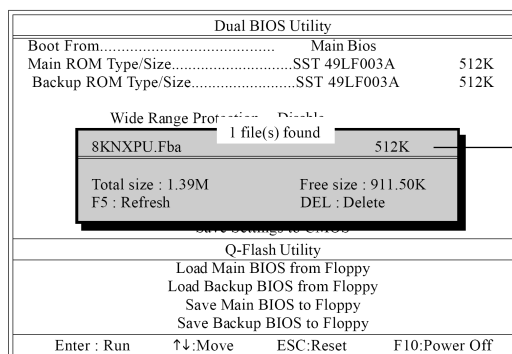 Dual BIOS Utility
Boot From.......................................... Main Bios
Main ROM Type/Size.............................SST 49LF003A 512K
Backup ROM Type/Size.........................SST 49LF003A 512K
Wide Range
1 file(s) found
8KNXPU.Fba 512K
Total size : 1.39M Free size : 911.50K
F5 : Refresh DEL : Delete
Q-Flash Utility
Load Main BIOS from Floppy
Load Backup BIOS from Floppy
Save Main BIOS to Floppy
Save Backup BIOS to Floppy
Enter : Run ↑↓:Move ESC:Reset F10:Power Off